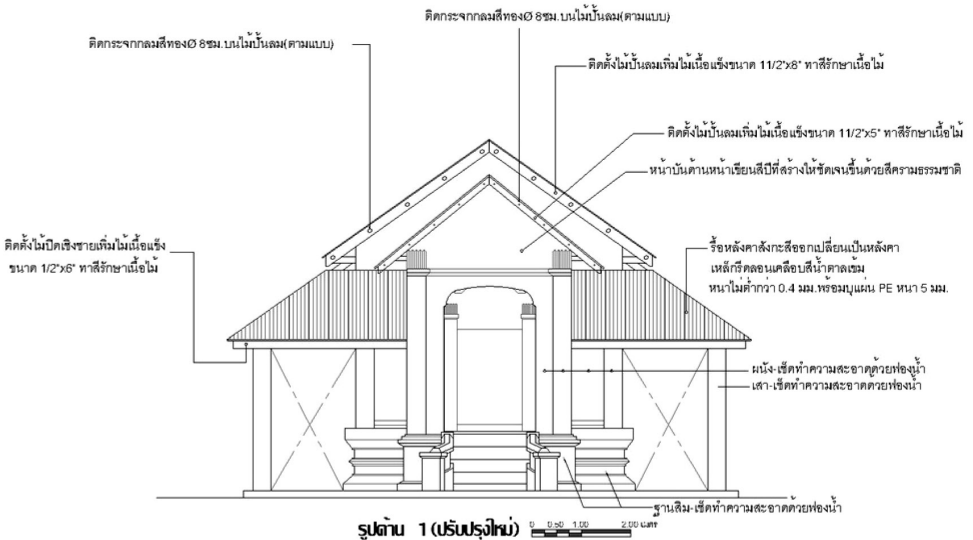 ติดกระจกกลมสีทองØ 8ซม.บนไม้ปั้นลม(ตามแบบ)
ติดกระจกกลมสีทองØ 8ซม.บนไม้ปั้นลม(ตามแบบ)
ติดตั้งไม้ปั้นลมเพิ่มไม้เนื้อแข็งขนาด 11/2"x8" ทาสีรักษาเนื้อไม้
ติดตั้งไม้ปั้นลมเพิ่มไม้เนื้อแข็งขนาด 11/2"x5" ทาสีรักษาเนื้อไม้
หน้าบันด้านหน้าเขียนสีปีที่สร้างให้ชัดเจนขึ้นด้วยสีครามธรรมชาติ
ติดตั้งไม้ปิดเชิงชายเพิ่มไม้เนื้อแข็ง
ขนาด 1/2"x6" ทาสีรักษาเนื้อไม้
รื้อหลังคาสังกะสีออกเปลี่ยนเป็นหลังคา
เหล็กรีดลอนเคลือบสีน้ำตาลเข้ม
หนาไม่ต่ำกว่า 0.4 มม.พร้อมบุแผ่น PE หนา 5 มม.
ผนัง-เช็ดทำความสะอาดด้วยฟองน้ำ
เสา-เช็ดทำความสะอาดด้วยฟองน้ำ
ฐานสิม-เช็ดทำความสะอาดด้วยฟองน้ำ
รูปด้าน 1 (ปรับปรุงใหม่) 0 0.50 1.00 2.00 เมตร